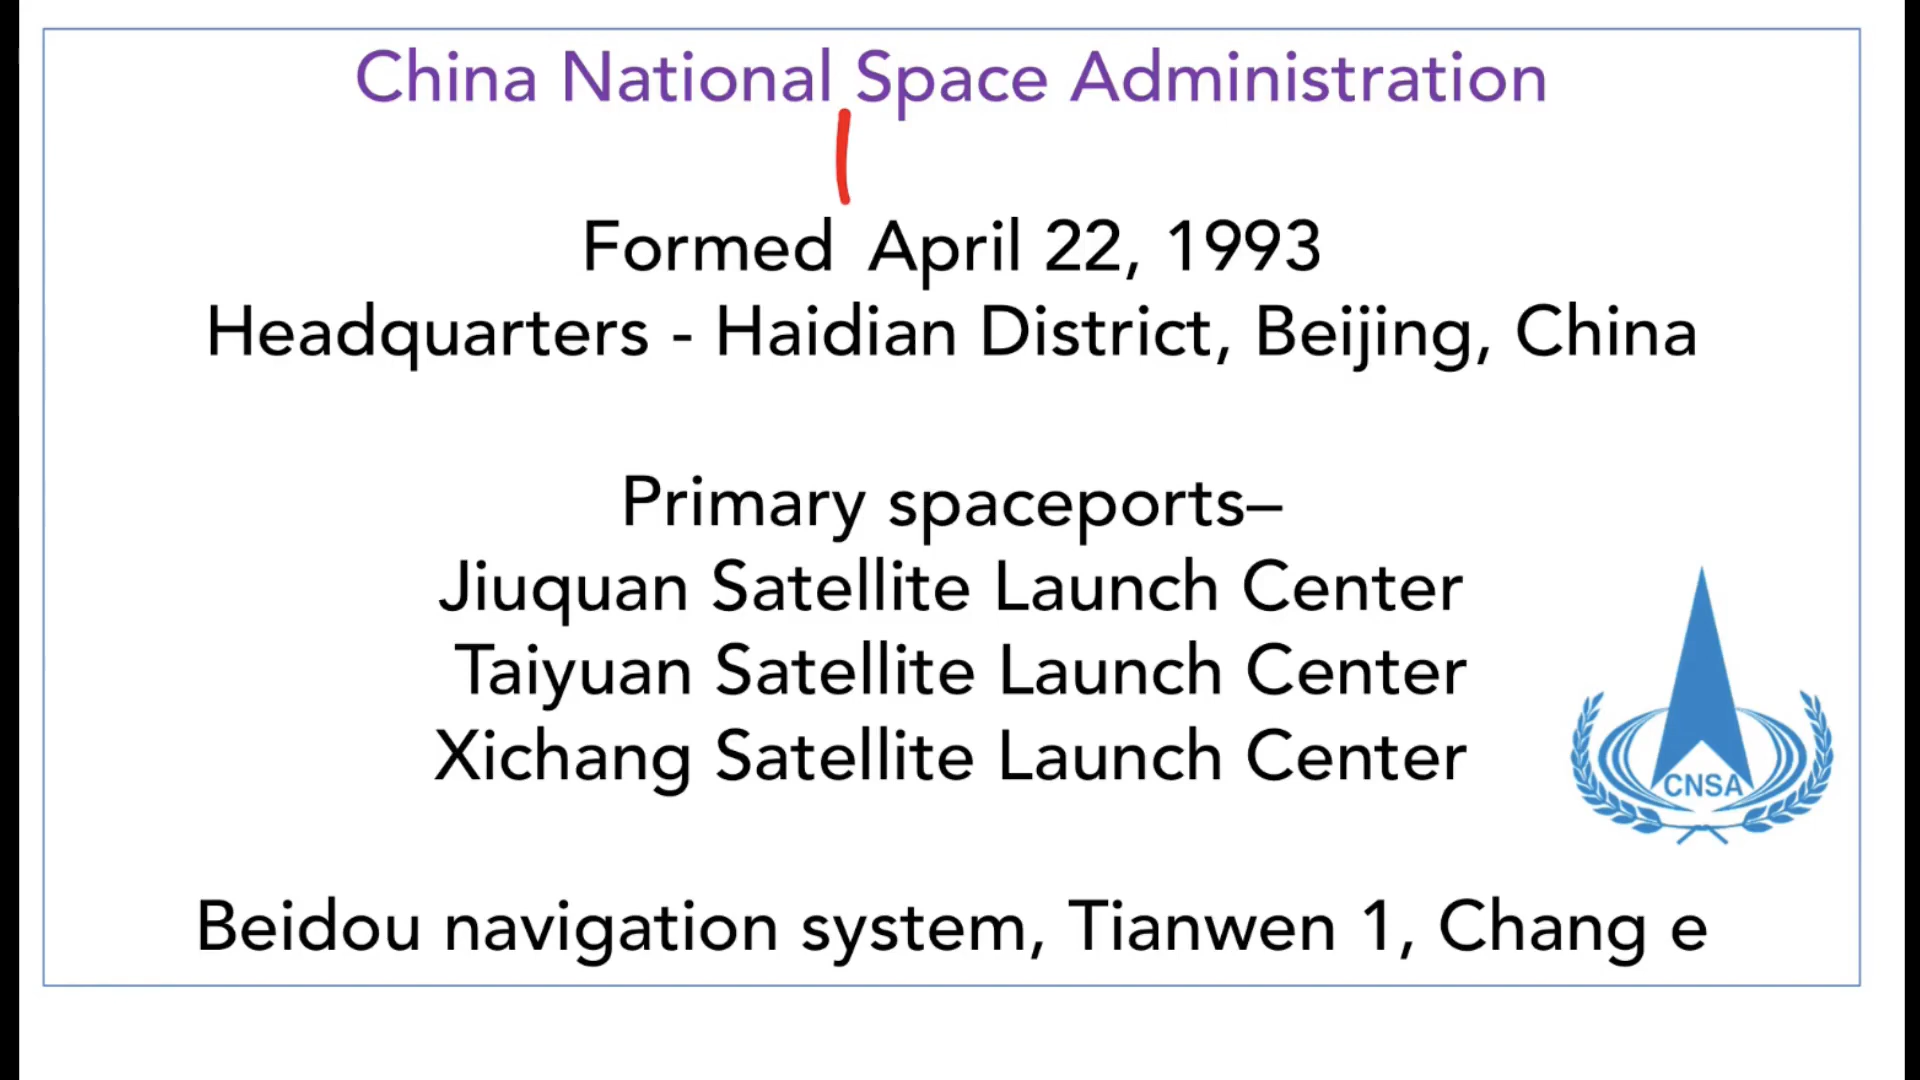 China National Space Administration
Formed April 22, 1993
Headquarters - Haidian District, Beijing, China
Primary spaceports–
Jiuquan Satellite Launch Center
Taiyuan Satellite Launch Center
Xichang Satellite Launch Center
CNSA
Beidou navigation system, Tianwen 1, Chang e